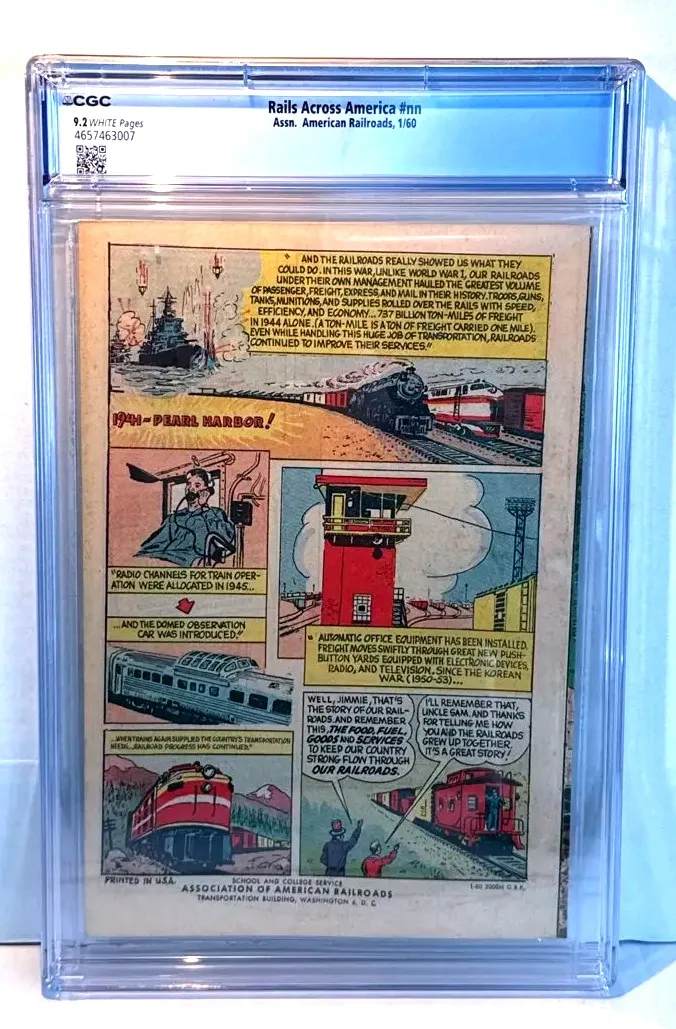 CGC
Rails Across America #nn
9.2 WHITE Pages
Assn. American Railroads, 1/60
4657463007
" AND THE RAILROADS REALLY SHOWED US WHAT THEY
COULD DO. IN THIS WAR, UNLIKE WORLD WAR I, OUR RAILROADS
UNDER THEIR OWN MANAGEMENT HAULED THE GREATEST VOLUME
OF PASSENGER, FREIGHT, EXPRESS, AND MAIL IN THEIR HISTORY. TROOPS, GUNS,
TANKS, MUNITIONS, AND SUPPLIES ROLLED OVER THE RAILS WITH SPEED,
EFFICIENCY, AND ECONOMY... 737 BILLION TON-MILES OF FREIGHT
IN 1944 ALONE. (A TON-MILE IS A TON OF FREIGHT CARRIED ONE MILE).
EVEN WHILE HANDLING THIS HUGE JOB OF TRANSPORTATION, RAILROADS
CONTINUED TO IMPROVE THEIR SERVICES."
1941-PEARL HARBOR!
"RADIO CHANNELS FOR TRAIN OPER-
ATION WERE ALLOCATED IN 1945...
...AND THE DOMED OBSERVATION
CAR WAS INTRODUCED."
" AUTOMATIC OFFICE EQUIPMENT HAS BEEN INSTALLED.
FREIGHT MOVES SWIFTLY THROUGH GREAT NEW PUSH-
BUTTON YARDS EQUIPPED WITH ELECTRONIC DEVICES,
RADIO, AND TELEVISION. SINCE THE KOREAN
WAR (1950-53)...
...WHEN TRAINS AGAIN SUPPLIED THE COUNTRY'S TRANSPORTATION
NEEDS,...RAILROAD PROGRESS HAS CONTINUED."
WELL, JIMMIE, THAT'S
THE STORY OF OUR RAIL-
ROADS. AND REMEMBER
THIS, THE FOOD, FUEL,
GOODS AND SERVICES
TO KEEP OUR COUNTRY
STRONG FLOW THROUGH
OUR RAILROADS.
I'LL REMEMBER THAT,
UNCLE SAM. AND THANKS
FOR TELLING ME HOW
YOU AND THE RAILROADS
GREW UP TOGETHER.
IT'S A GREAT STORY!
PRINTED IN U.S.A.
SCHOOL AND COLLEGE SERVICE
ASSOCIATION OF AMERICAN RAILROADS
TRANSPORTATION BUILDING, WASHINGTON 6, D. C.
1-60 200GM G.B.K.